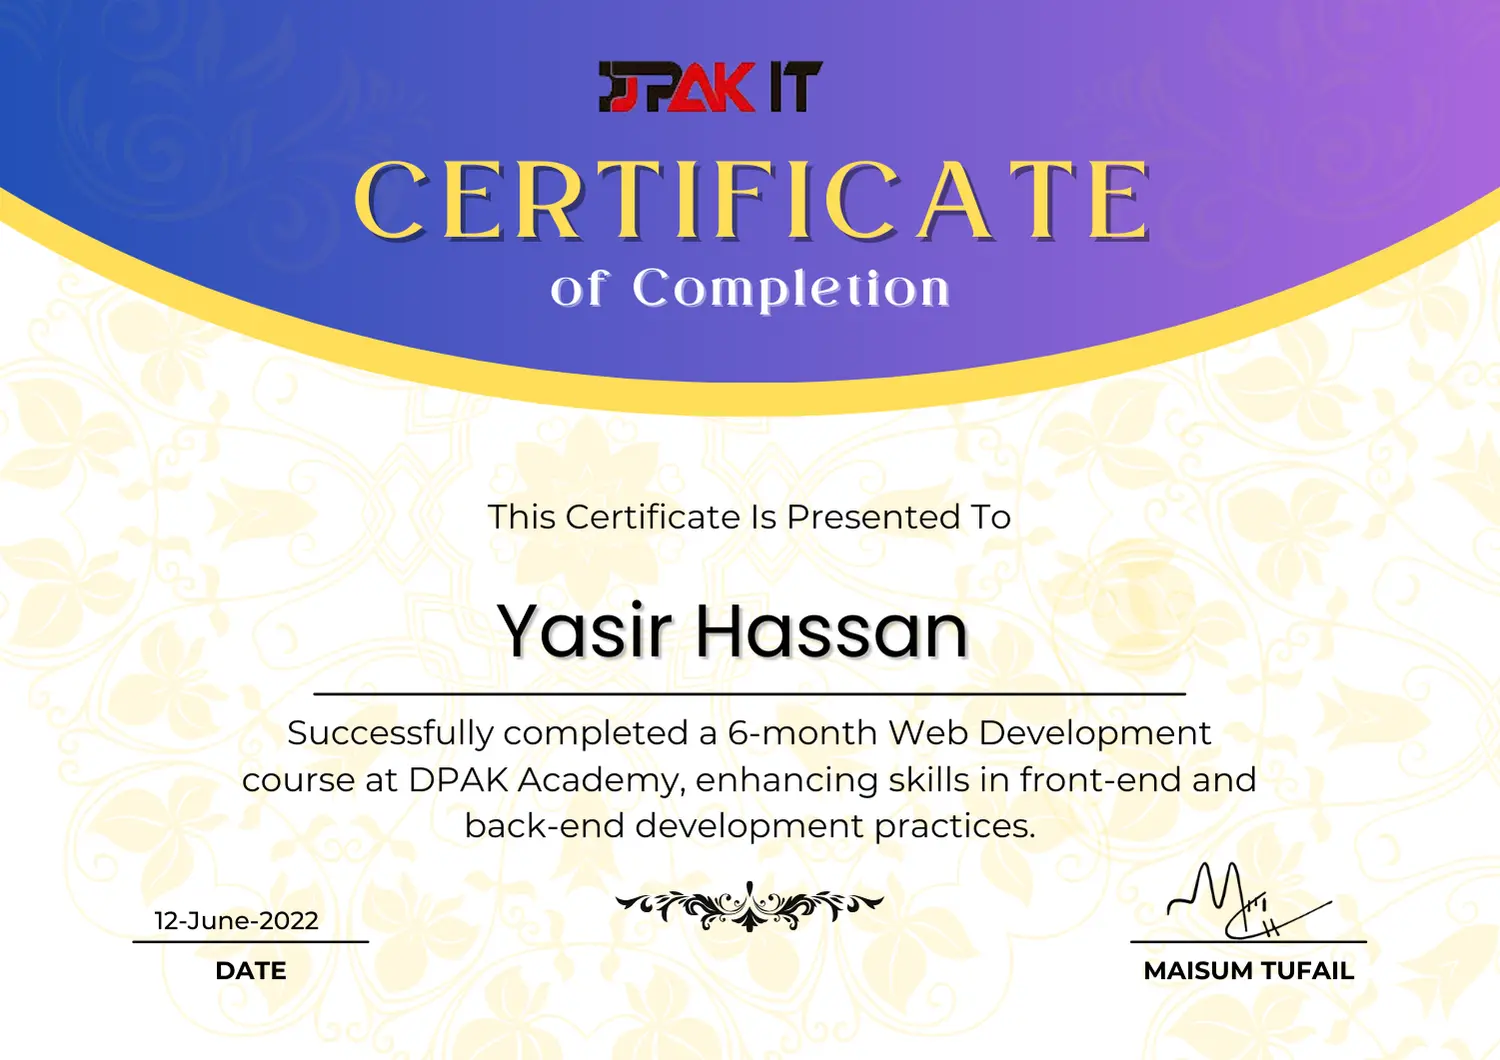 DPAK IT
CERTIFICATE
of Completion
This Certificate Is Presented To
Yasir Hassan
Successfully completed a 6-month Web Development
course at DPAK Academy, enhancing skills in front-end and
back-end development practices.
12-June-2022
DATE
MAISUM TUFAIL